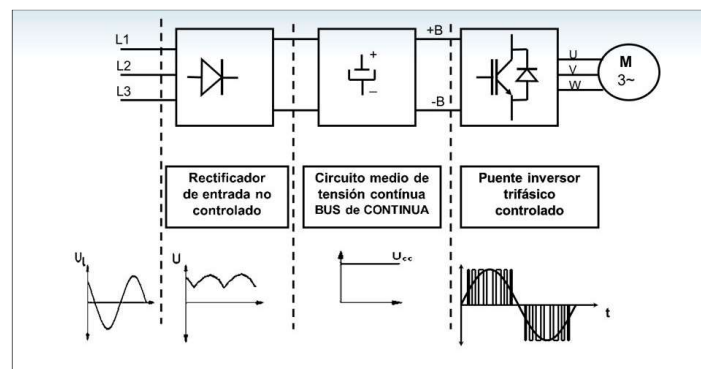 L1
L2
L3
+
–
+B
-B
U
V
W
M
3~
Rectificador
de entrada no
controlado
Circuito medio de
tensión contínua
BUS de CONTINUA
Puente inversor
trifásico
controlado
UL
U
Ucc
t